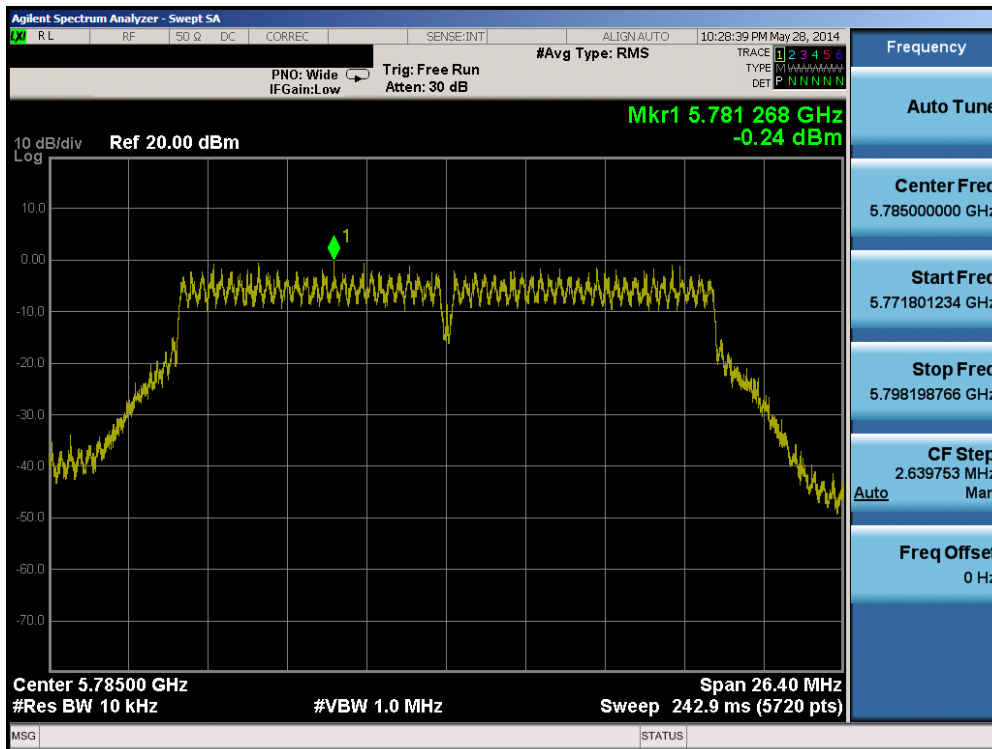 Agilent Spectrum Analyzer - Swept SA
LXI RL RF 50 Ω DC CORREC SENSE:INT ALIGN AUTO 10:28:39 PM May 28, 2014
#Avg Type: RMS TRACE 1 2 3 4 5 6
PNO: Wide Trig: Free Run TYPE M W W W W W
IFGain:Low Atten: 30 dB DET P N N N N N
Mkr1 5.781 268 GHz
-0.24 dBm
10 dB/div Ref 20.00 dBm
Log
10.0
1
0.00
-10.0
-20.0
-30.0
-40.0
-50.0
-60.0
-70.0
Center 5.78500 GHz Span 26.40 MHz
#Res BW 10 kHz #VBW 1.0 MHz Sweep 242.9 ms (5720 pts)
MSG STATUS
Frequency
Auto Tune
Center Freq
5.785000000 GHz
Start Freq
5.771801234 GHz
Stop Freq
5.798198766 GHz
CF Step
2.639753 MHz
Auto Man
Freq Offset
0 Hz